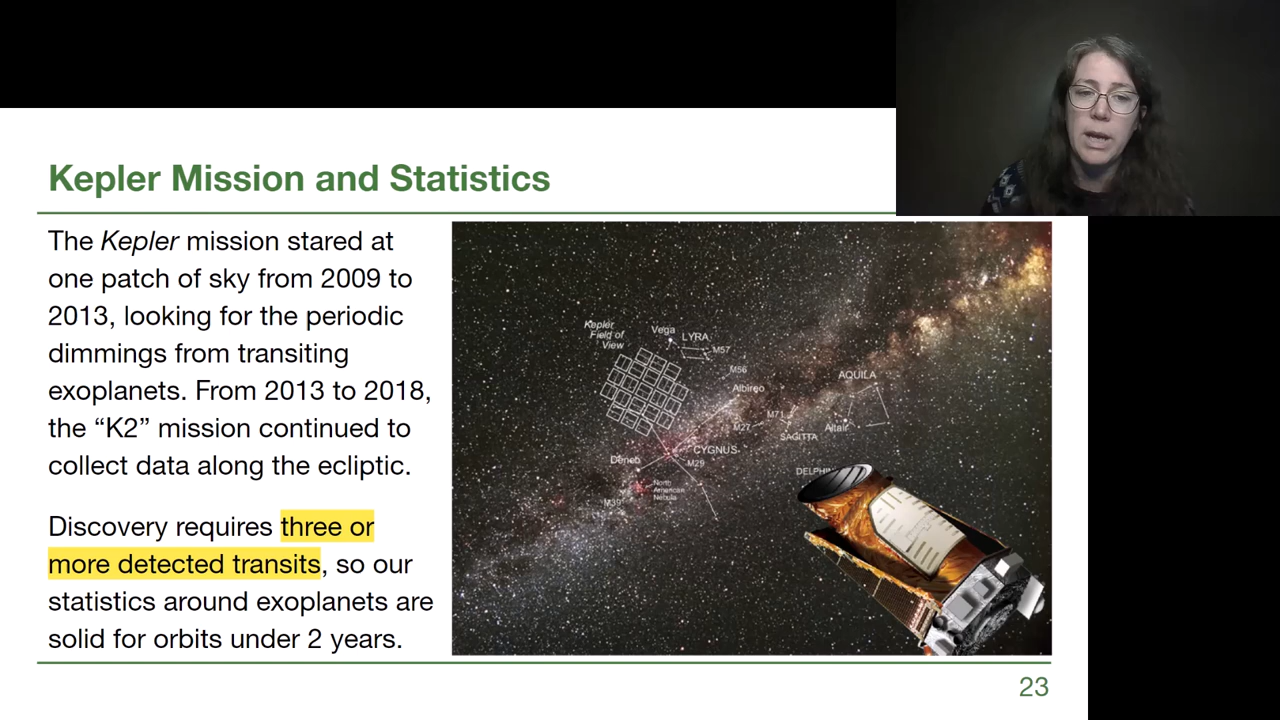 Kepler Mission and Statistics
The Kepler mission stared at
one patch of sky from 2009 to
2013, looking for the periodic
dimmings from transiting
exoplanets. From 2013 to 2018,
the “K2” mission continued to
collect data along the ecliptic.
Discovery requires three or
more detected transits, so our
statistics around exoplanets are
solid for orbits under 2 years.
Kepler
Field of
View
Vega
LYRA
M57
M56
Albireo
AQUILA
M71
M27
Altair
SAGITTA
CYGNUS
M29
Deneb
North
American
Nebula
M39
DELPHIN
23